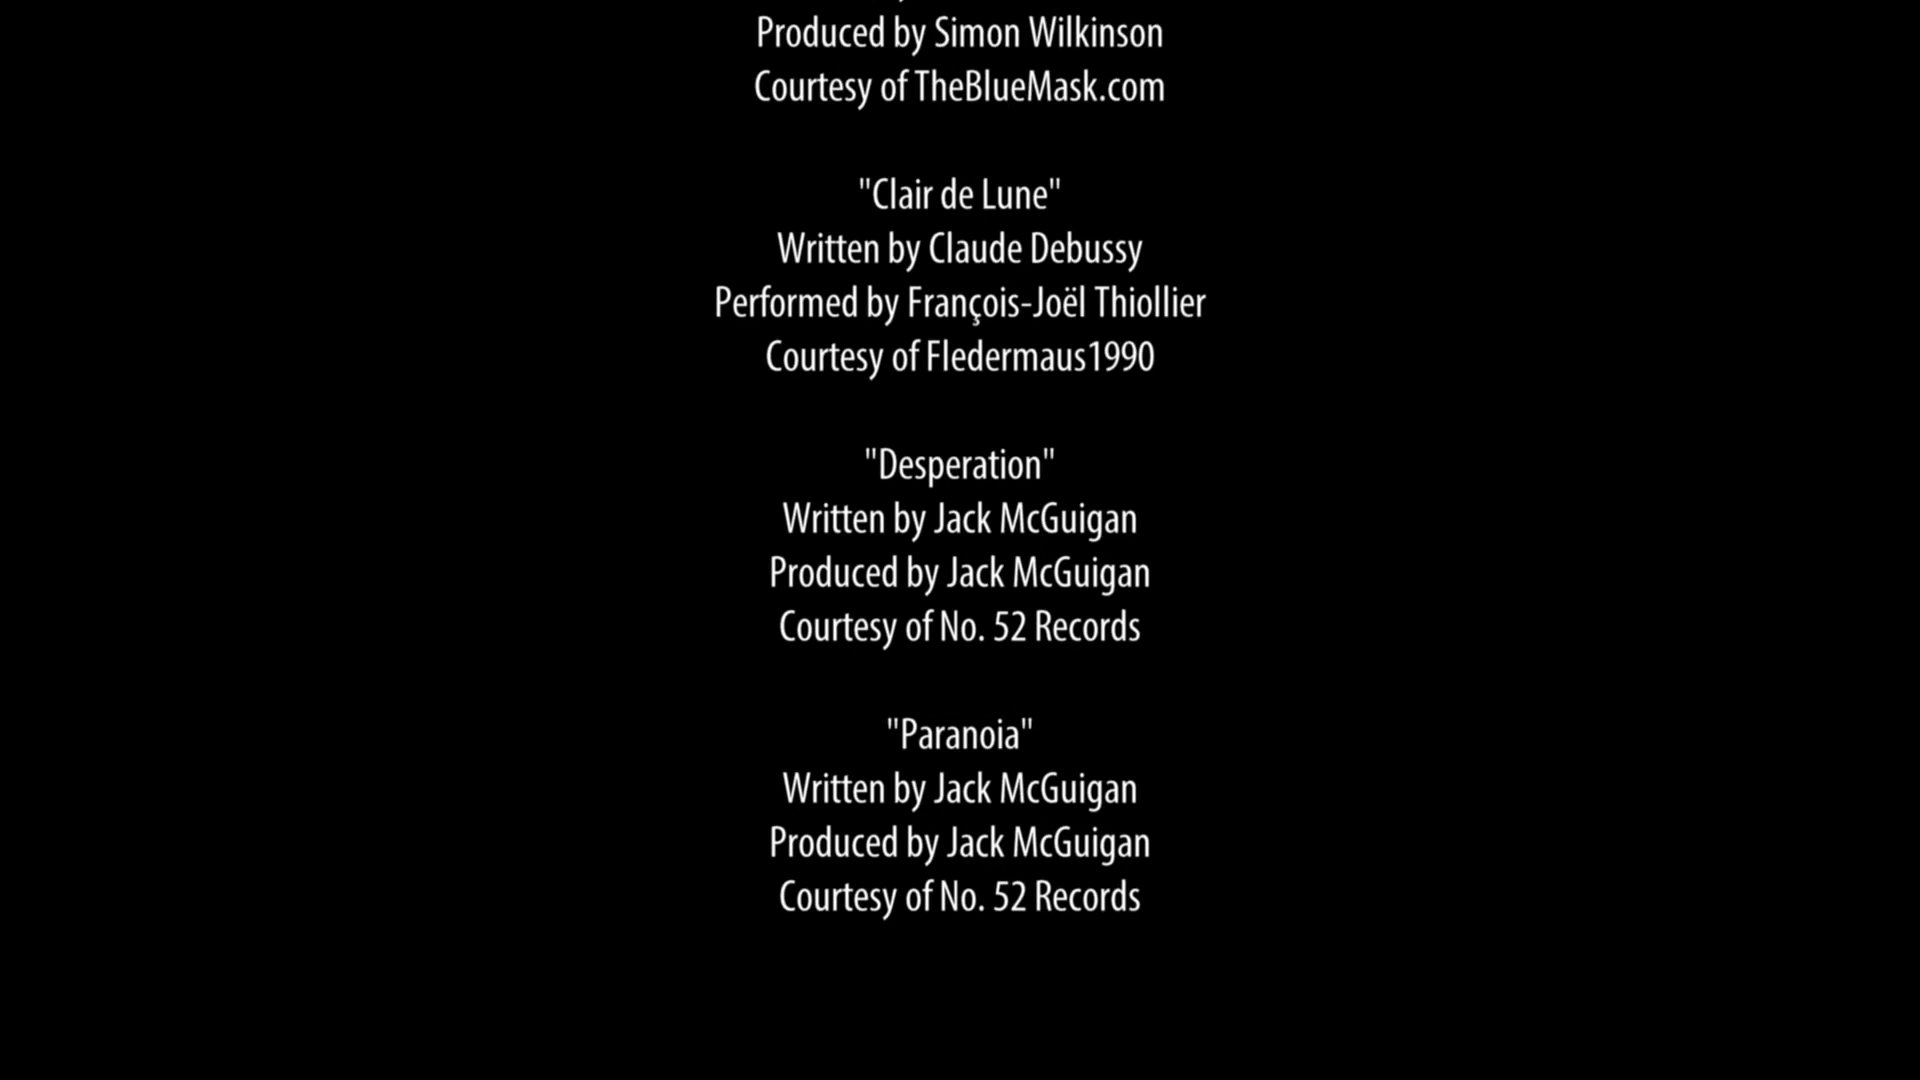 Produced by Simon Wilkinson
Courtesy of TheBlueMask.com
"Clair de Lune"
Written by Claude Debussy
Performed by François-Joël Thiollier
Courtesy of Fledermaus1990
"Desperation"
Written by Jack McGuigan
Produced by Jack McGuigan
Courtesy of No. 52 Records
"Paranoia"
Written by Jack McGuigan
Produced by Jack McGuigan
Courtesy of No. 52 Records